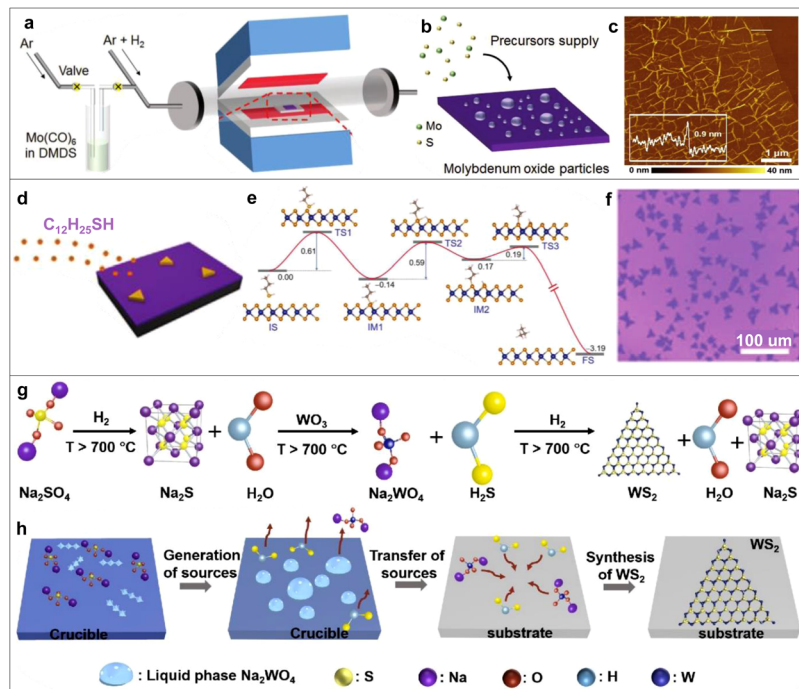 a
Ar
Ar + H₂
Valve
Mo(CO)₆
in DMDS
b
Precursors supply
Mo
S
Molybdenum oxide particles
c
0.9 nm
1 μm
0 nm
40 nm
d
C₁₂H₂₅SH
e
TS1
TS2
TS3
0.61
0.59
0.19
0.00
−0.14
0.17
IS
IM1
IM2
-3.19
FS
f
100 um
g
H₂
T > 700 °C
+
WO₃
T > 700 °C
+
H₂
T > 700 °C
+
+
Na₂SO₄
Na₂S
H₂O
Na₂WO₄
H₂S
WS₂
H₂O
Na₂S
h
Generation
of sources
Transfer of
sources
Synthesis
of WS₂
WS₂
Crucible
Crucible
substrate
substrate
: Liquid phase Na₂WO₄
: S
: Na
: O
: H
: W